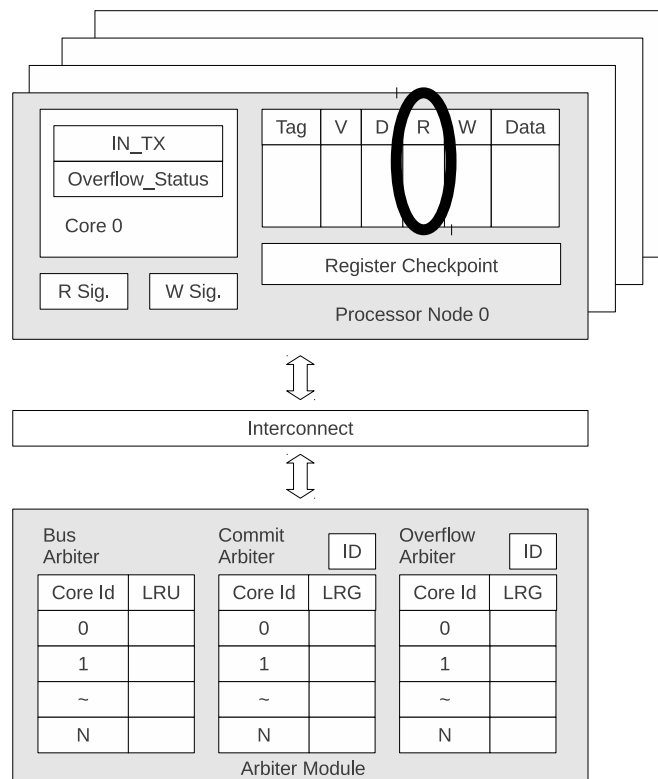 IN_TX
Overflow_Status
Core 0
R Sig.
W Sig.
Tag V D R W Data
Register Checkpoint
Processor Node 0
Interconnect
Bus
Arbiter
Core Id LRU
0
1
~
N
Commit
Arbiter
ID
Core Id LRG
0
1
~
N
Overflow
Arbiter
ID
Core Id LRG
0
1
~
N
Arbiter Module